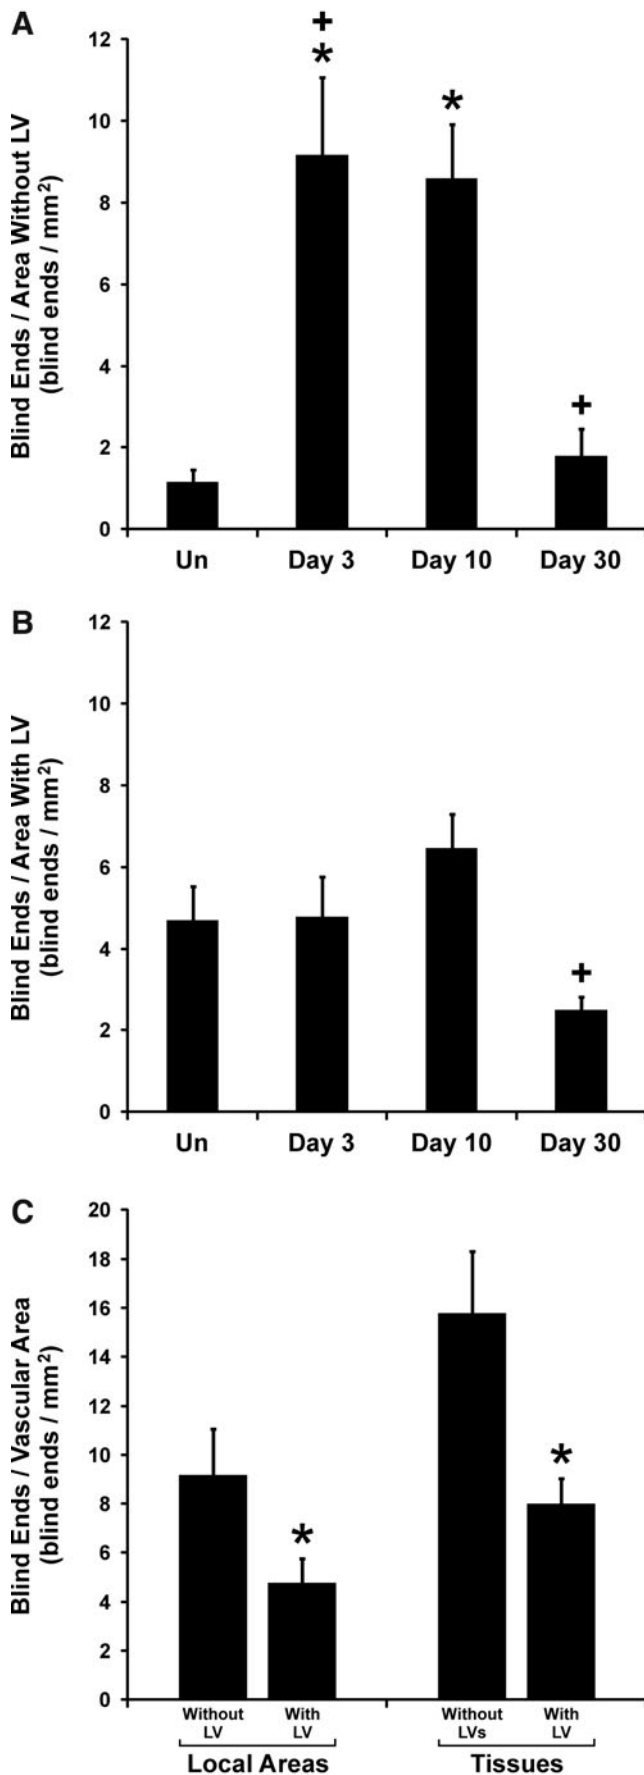 A
Blind Ends / Area Without LV
(blind ends / mm²)
12
10
8
6
4
2
0
+
*
*
+
Un Day 3 Day 10 Day 30
B
Blind Ends / Area With LV
(blind ends / mm²)
12
10
8
6
4
2
0
+
Un Day 3 Day 10 Day 30
C
Blind Ends / Vascular Area
(blind ends / mm²)
20
18
16
14
12
10
8
6
4
2
0
*
*
Without With Without With
LV LV LVs LV
Local Areas Tissues